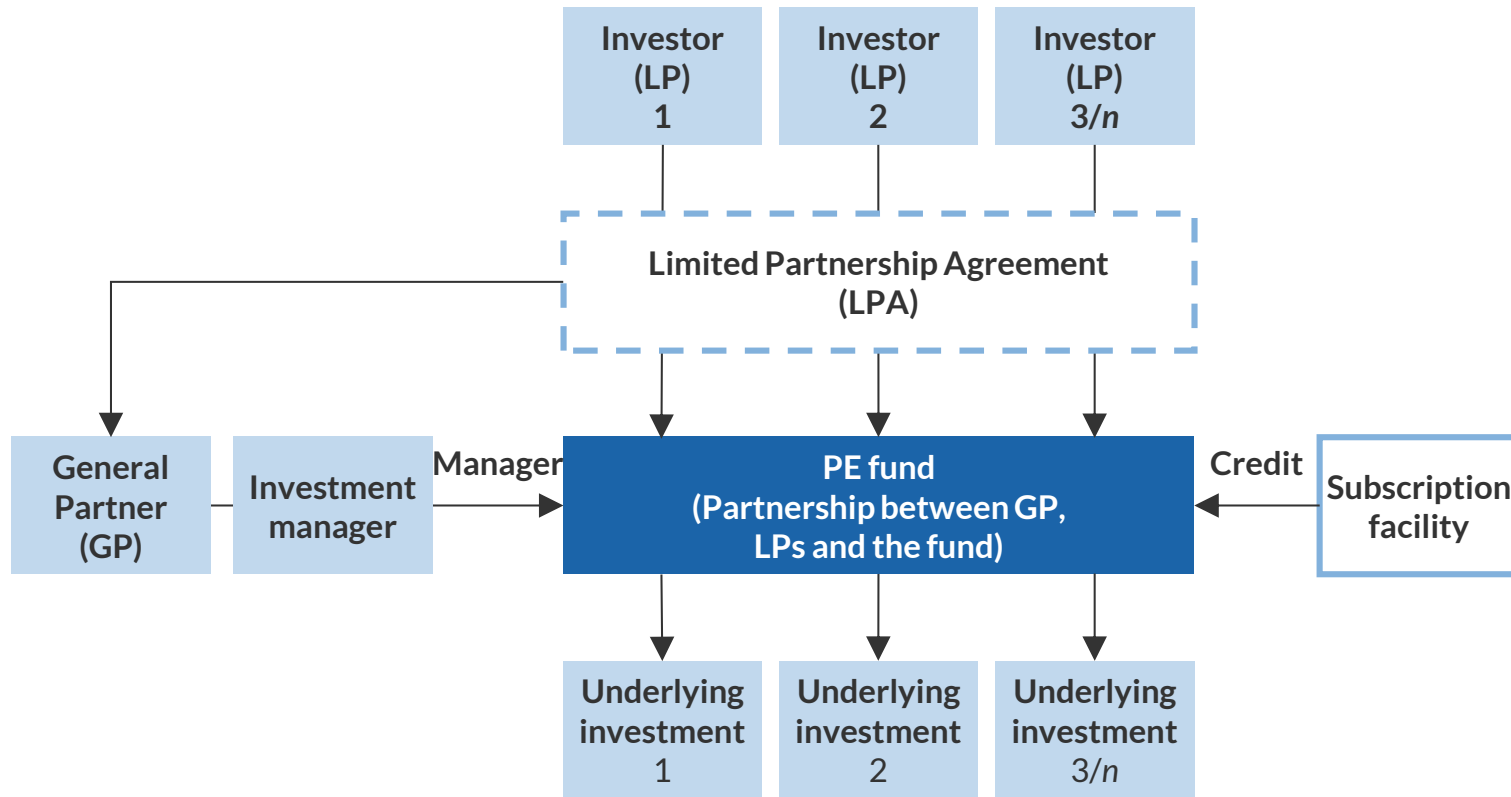 Investor
(LP)
1
Investor
(LP)
2
Investor
(LP)
3/n
Limited Partnership Agreement
(LPA)
General
Partner
(GP)
Investment
manager
Manager
PE fund
(Partnership between GP,
LPs and the fund)
Credit
Subscription
facility
Underlying
investment
1
Underlying
investment
2
Underlying
investment
3/n